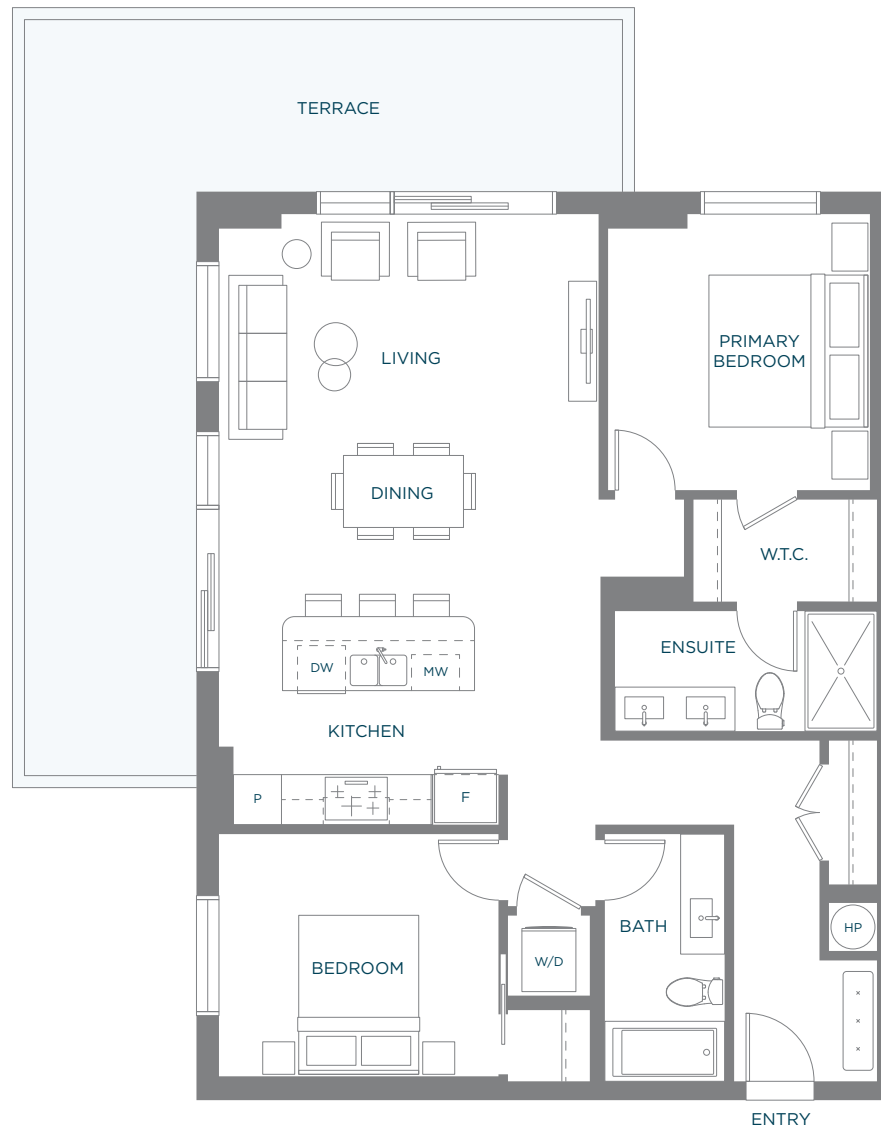 TERRACE
LIVING
PRIMARY
BEDROOM
DINING
W.T.C.
ENSUITE
DW
MW
KITCHEN
P
F
BATH
HP
W/D
BEDROOM
ENTRY